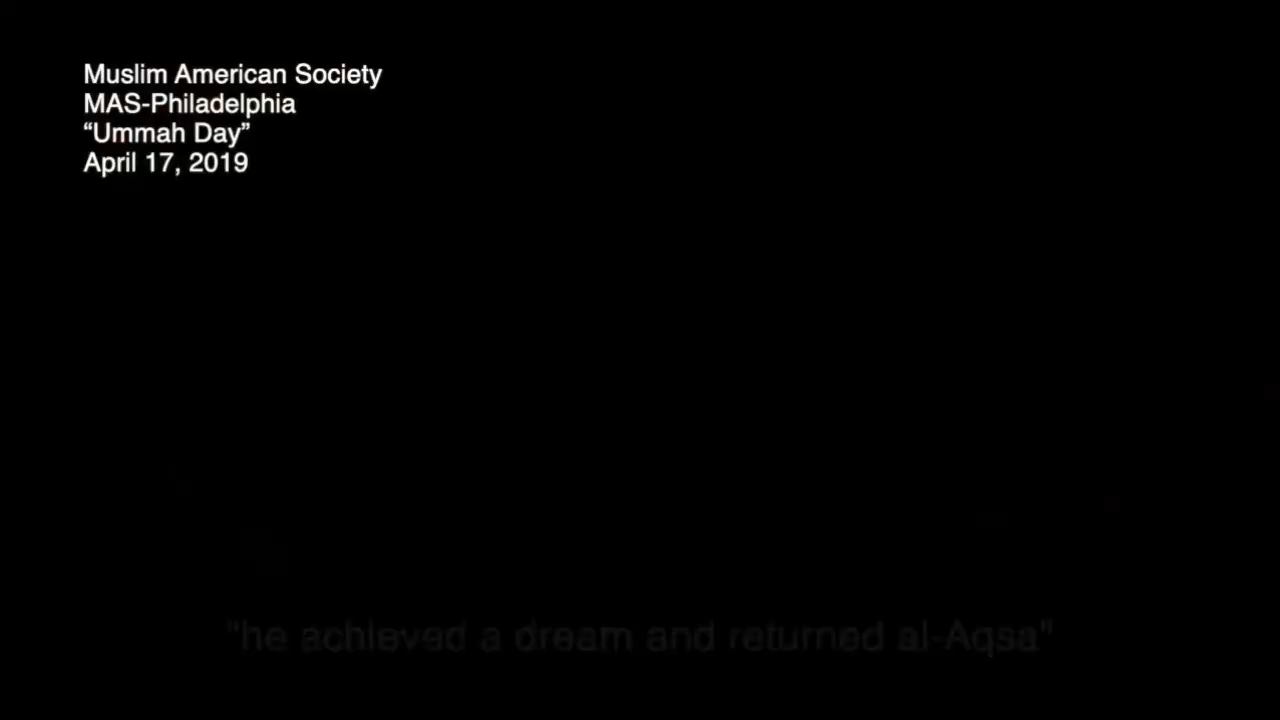 Muslim American Society
MAS-Philadelphia
“Ummah Day”
April 17, 2019
"he achieved a dream and returned al-Aqsa"